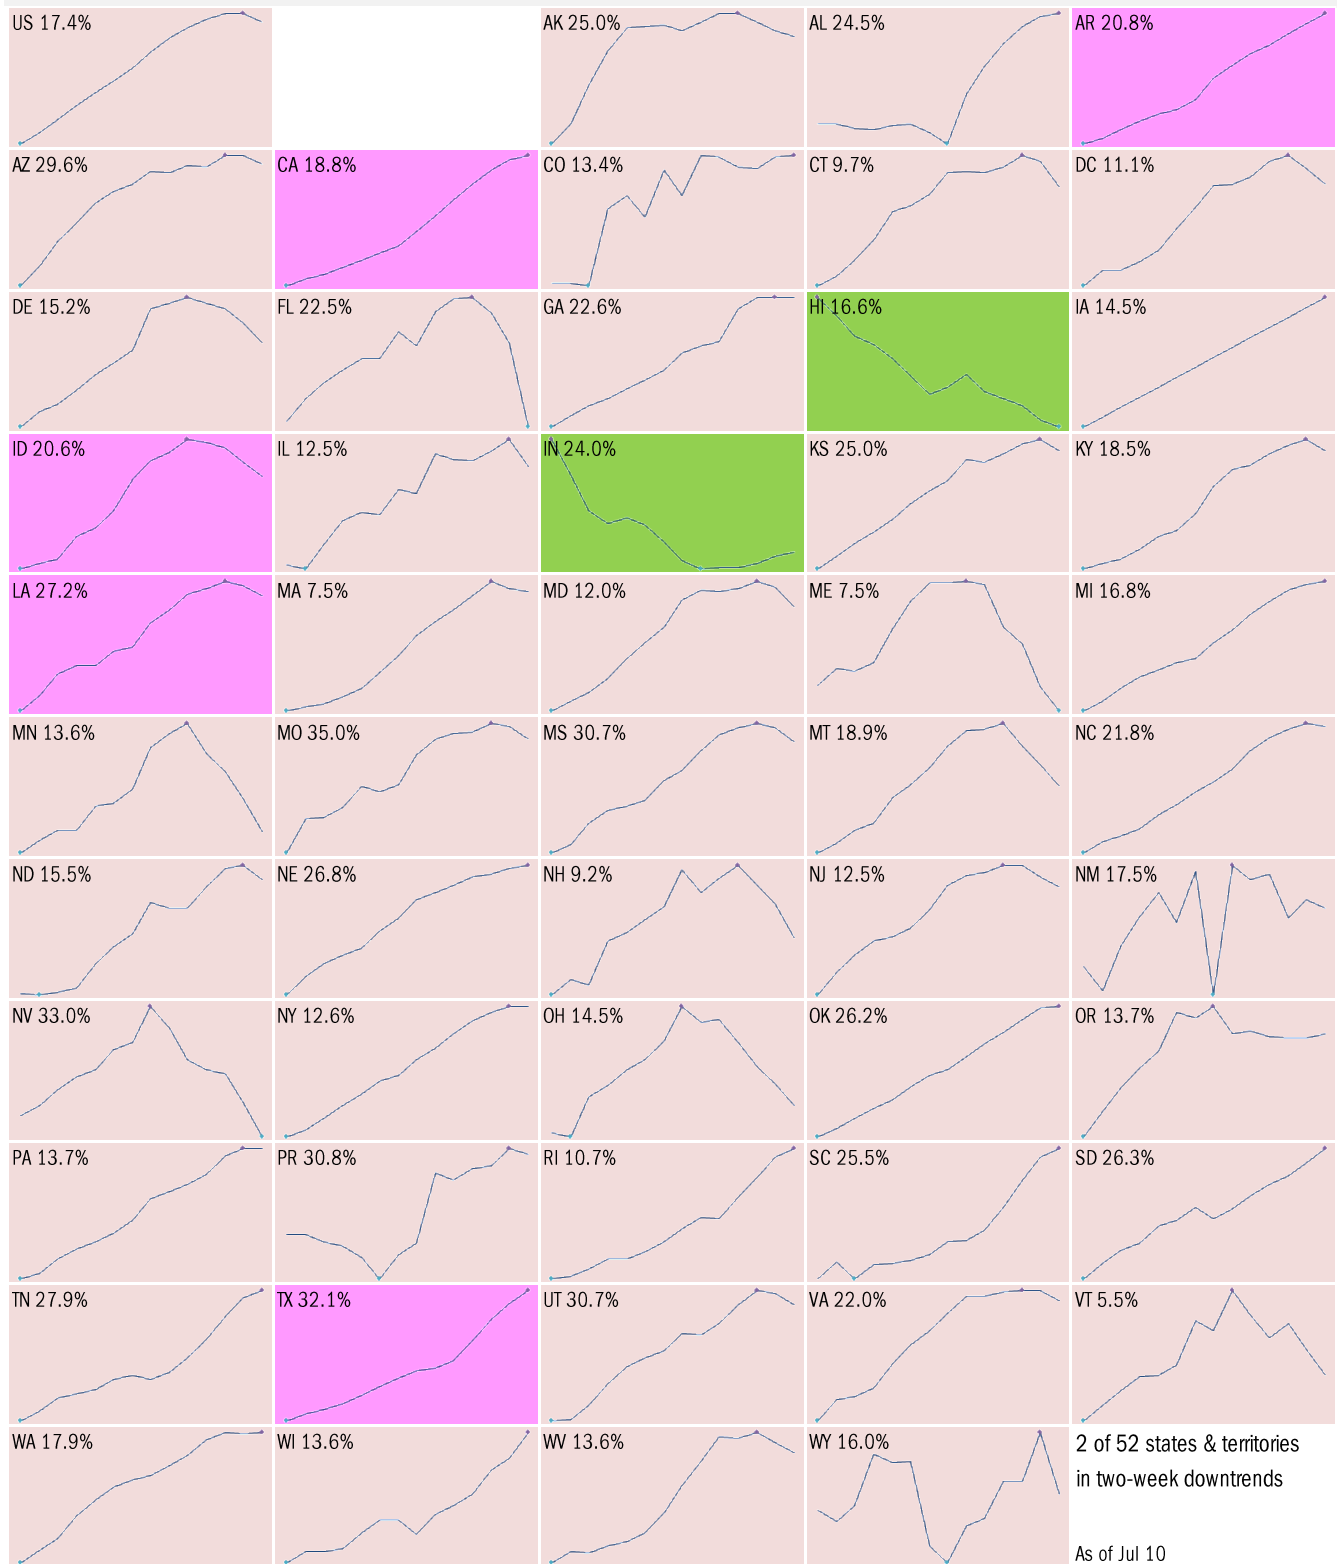 US 17.4%
AK 25.0%
AL 24.5%
AR 20.8%
AZ 29.6%
CA 18.8%
CO 13.4%
CT 9.7%
DC 11.1%
DE 15.2%
FL 22.5%
GA 22.6%
HI 16.6%
IA 14.5%
ID 20.6%
IL 12.5%
IN 24.0%
KS 25.0%
KY 18.5%
LA 27.2%
MA 7.5%
MD 12.0%
ME 7.5%
MI 16.8%
MN 13.6%
MO 35.0%
MS 30.7%
MT 18.9%
NC 21.8%
ND 15.5%
NE 26.8%
NH 9.2%
NJ 12.5%
NM 17.5%
NV 33.0%
NY 12.6%
OH 14.5%
OK 26.2%
OR 13.7%
PA 13.7%
PR 30.8%
RI 10.7%
SC 25.5%
SD 26.3%
TN 27.9%
TX 32.1%
UT 30.7%
VA 22.0%
VT 5.5%
WA 17.9%
WI 13.6%
WV 13.6%
WY 16.0%
2 of 52 states & territories
in two-week downtrends
As of Jul 10